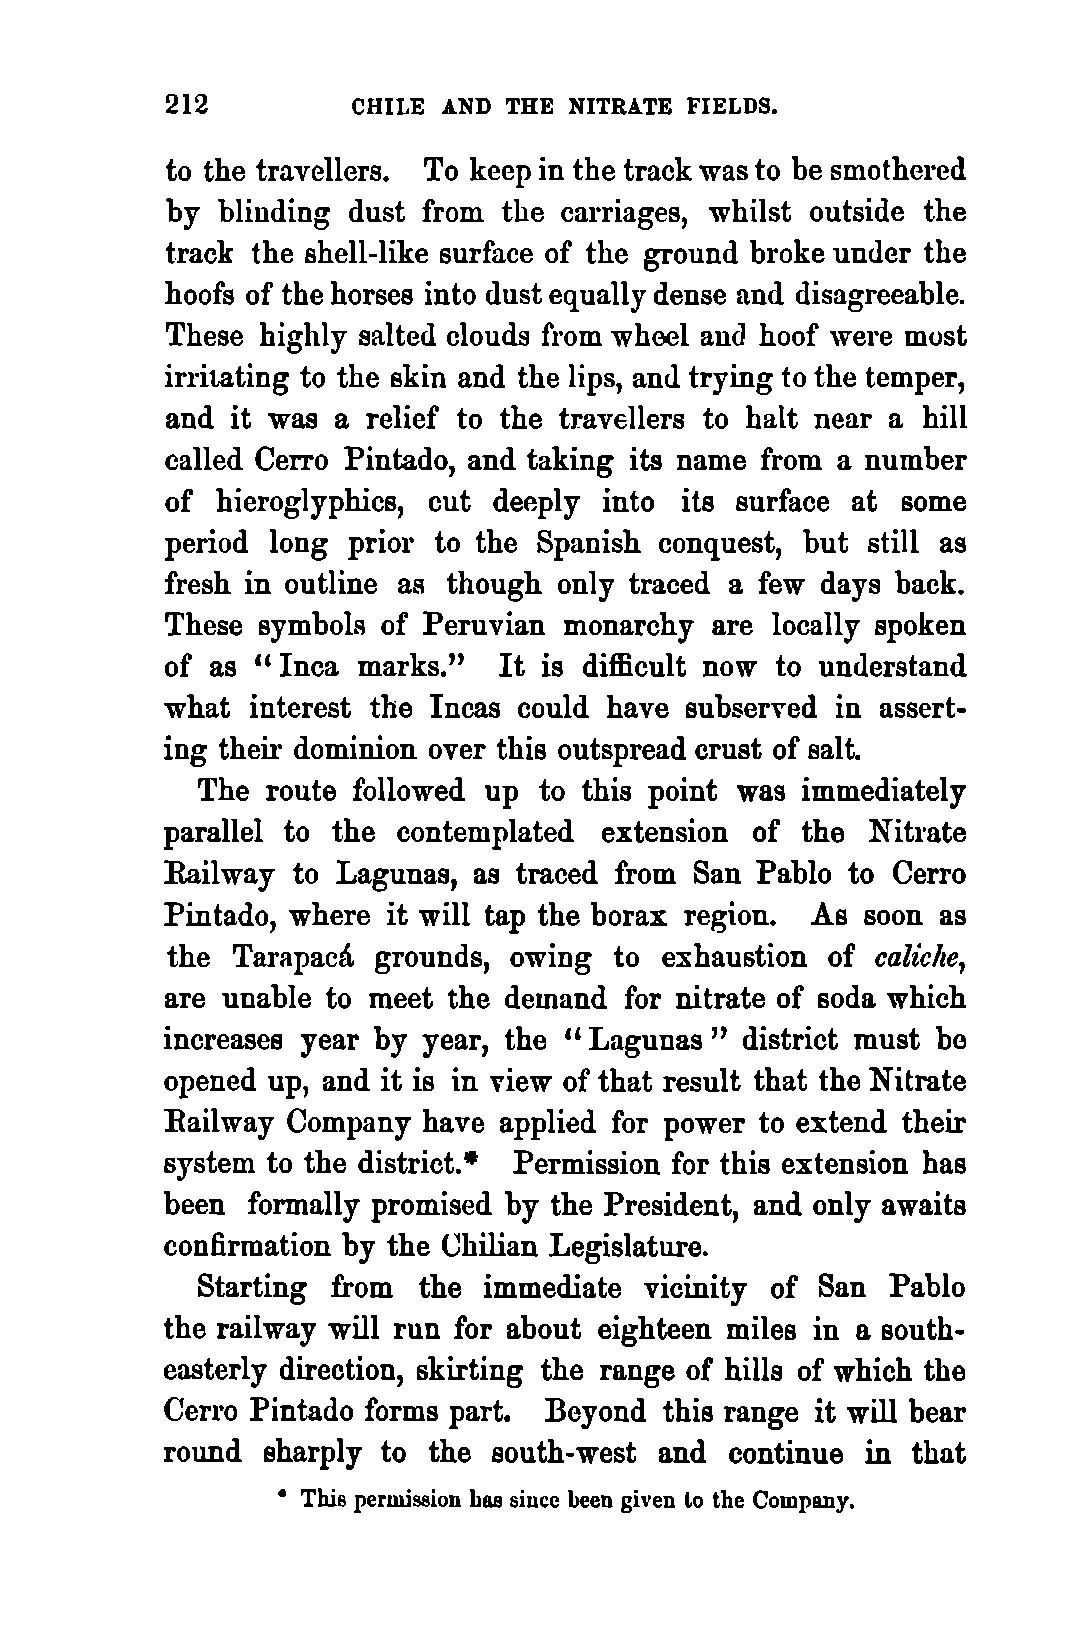 212 CHILE AND THE NITRATE FIELDS.
to the travellers. To keep in the track was to be smothered
by blinding dust from the carriages, whilst outside the
track the shell-like surface of the ground broke under the
hoofs of the horses into dust equally dense and disagreeable.
These highly salted clouds from wheel and hoof were most
irritating to the skin and the lips, and trying to the temper,
and it was a relief to the travellers to halt near a hill
called Cerro Pintado, and taking its name from a number
of hieroglyphics, cut deeply into its surface at some
period long prior to the Spanish conquest, but still as
fresh in outline as though only traced a few days back.
These symbols of Peruvian monarchy are locally spoken
of as “Inca marks.” It is difficult now to understand
what interest the Incas could have subserved in assert-
ing their dominion over this outspread crust of salt.
The route followed up to this point was immediately
parallel to the contemplated extension of the Nitrate
Railway to Lagunas, as traced from San Pablo to Cerro
Pintado, where it will tap the borax region. As soon as
the Tarapacá grounds, owing to exhaustion of caliche,
are unable to meet the demand for nitrate of soda which
increases year by year, the “Lagunas” district must be
opened up, and it is in view of that result that the Nitrate
Railway Company have applied for power to extend their
system to the district.* Permission for this extension has
been formally promised by the President, and only awaits
confirmation by the Chilian Legislature.
Starting from the immediate vicinity of San Pablo
the railway will run for about eighteen miles in a south-
easterly direction, skirting the range of hills of which the
Cerro Pintado forms part. Beyond this range it will bear
round sharply to the south-west and continue in that
* This permission has since been given to the Company.